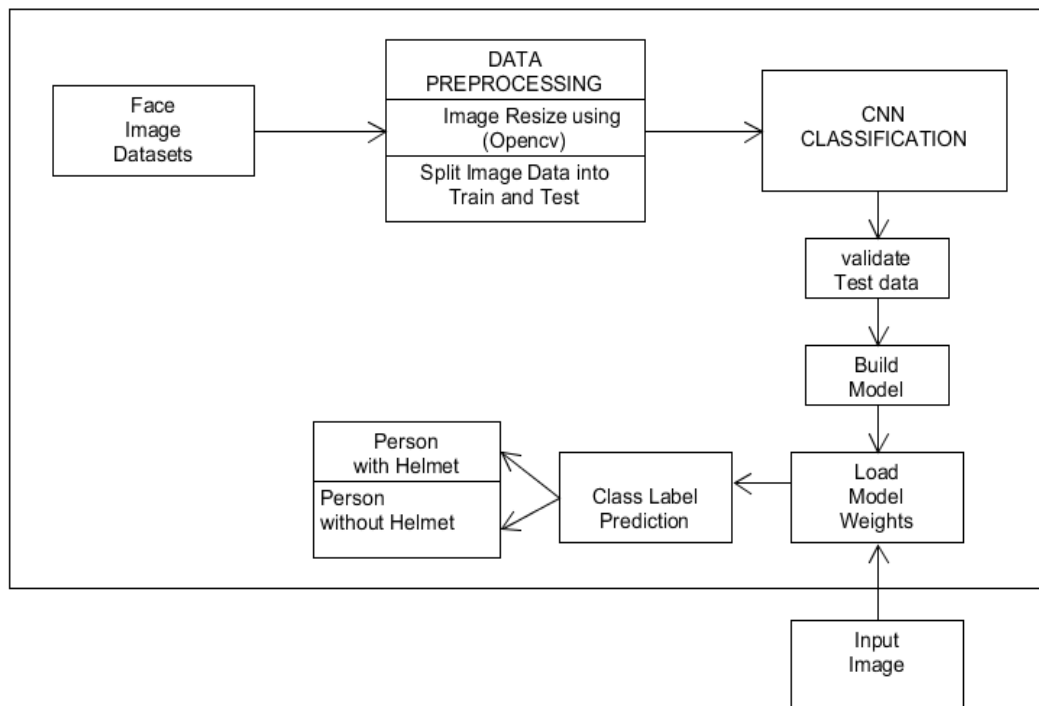 Face
Image
Datasets
DATA
PREPROCESSING
Image Resize using
(Opencv)
Split Image Data into
Train and Test
CNN
CLASSIFICATION
validate
Test data
Build
Model
Load
Model
Weights
Class Label
Prediction
Person
with Helmet
Person
without Helmet
Input
Image